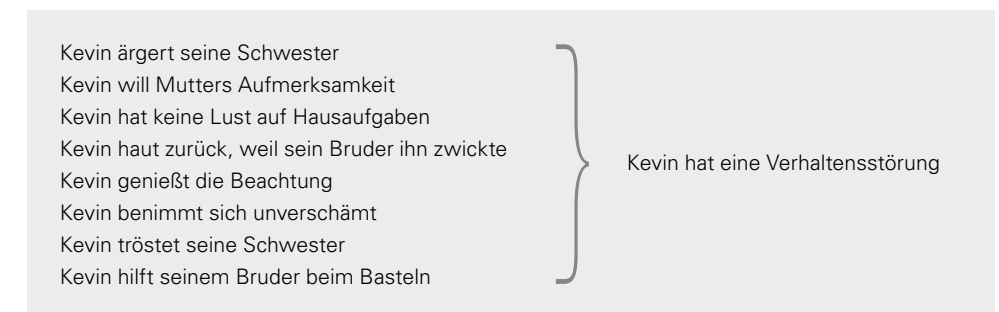 Kevin ärgert seine Schwester
Kevin will Mutters Aufmerksamkeit
Kevin hat keine Lust auf Hausaufgaben
Kevin haut zurück, weil sein Bruder ihn zwickte
Kevin genießt die Beachtung
Kevin benimmt sich unverschämt
Kevin tröstet seine Schwester
Kevin hilft seinem Bruder beim Basteln
Kevin hat eine Verhaltensstörung